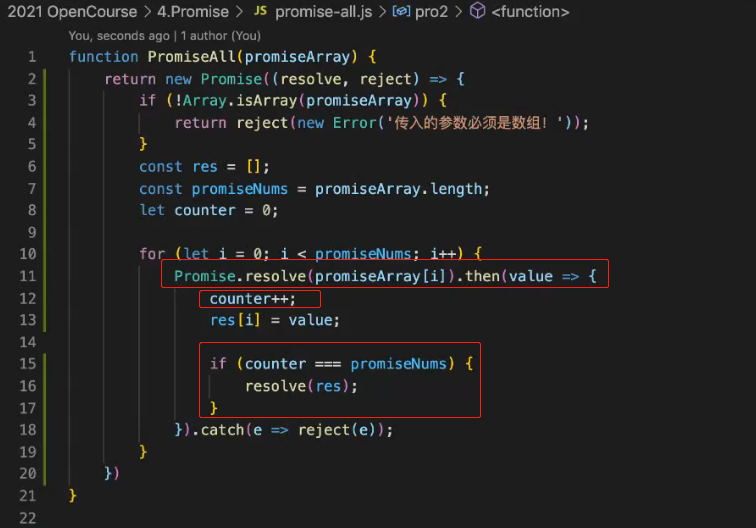 2021 OpenCourse > 4.Promise > JS promise-all.js > pro2 > <function>
You, seconds ago | 1 author (You)
1 function PromiseAll(promiseArray) {
2 return new Promise((resolve, reject) => {
3 if (!Array.isArray(promiseArray)) {
4 return reject(new Error('传入的参数必须是数组！'));
5 }
6 const res = [];
7 const promiseNums = promiseArray.length;
8 let counter = 0;
9
10 for (let i = 0; i < promiseNums; i++) {
11 Promise.resolve(promiseArray[i]).then(value => {
12 counter++;
13 res[i] = value;
14
15 if (counter === promiseNums) {
16 resolve(res);
17 }
18 }).catch(e => reject(e));
19 }
20 })
21 }
22